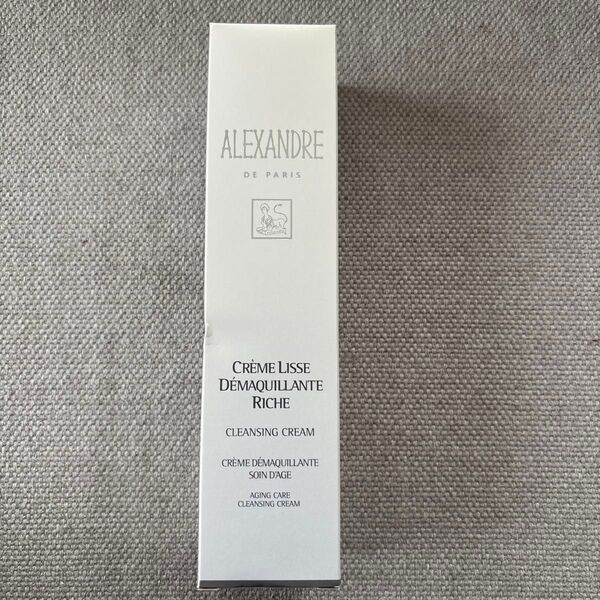 ALEXANDRE
DE PARIS
CRÈME LISSE
DÉMAQUILLANTE
RICHE
CLEANSING CREAM
CRÈME DÉMAQUILLANTE
SOIN D'AGE
AGING CARE
CLEANSING CREAM